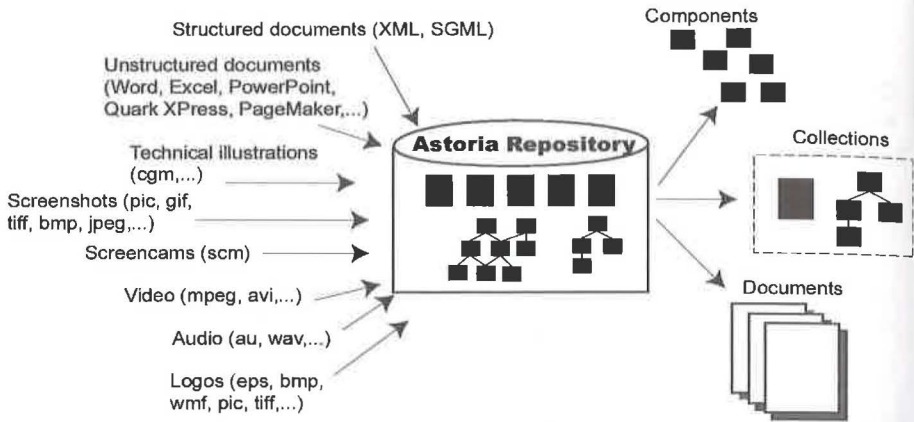 Structured documents (XML, SGML)
Unstructured documents
(Word, Excel, PowerPoint,
Quark XPress, PageMaker,...)
Technical illustrations
(cgm,...)
Screenshots (pic, gif,
tiff, bmp, jpeg,...)
Screencams (scm)
Video (mpeg, avi,...)
Audio (au, wav,...)
Logos (eps, bmp,
wmf, pic, tiff,...)
Astoria Repository
Components
Collections
Documents